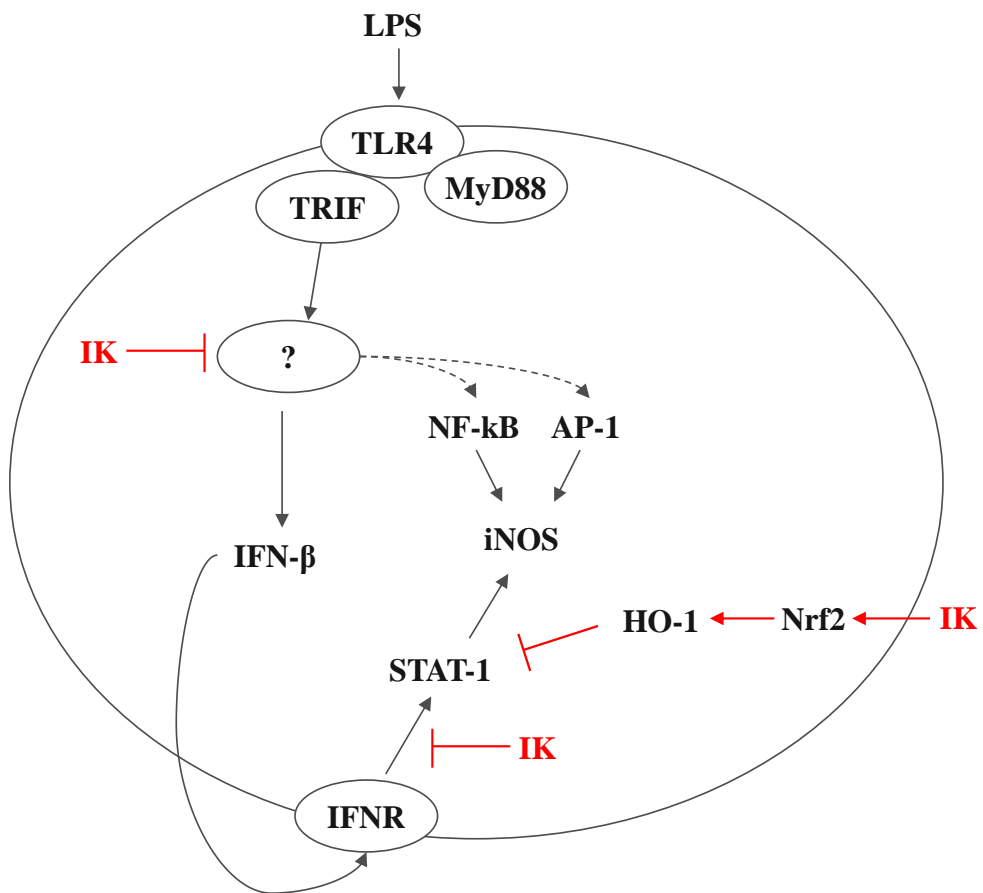 LPS
TLR4
MyD88
TRIF
IK
?
NF-kB
AP-1
iNOS
IFN-β
HO-1
Nrf2
IK
STAT-1
IK
IFNR